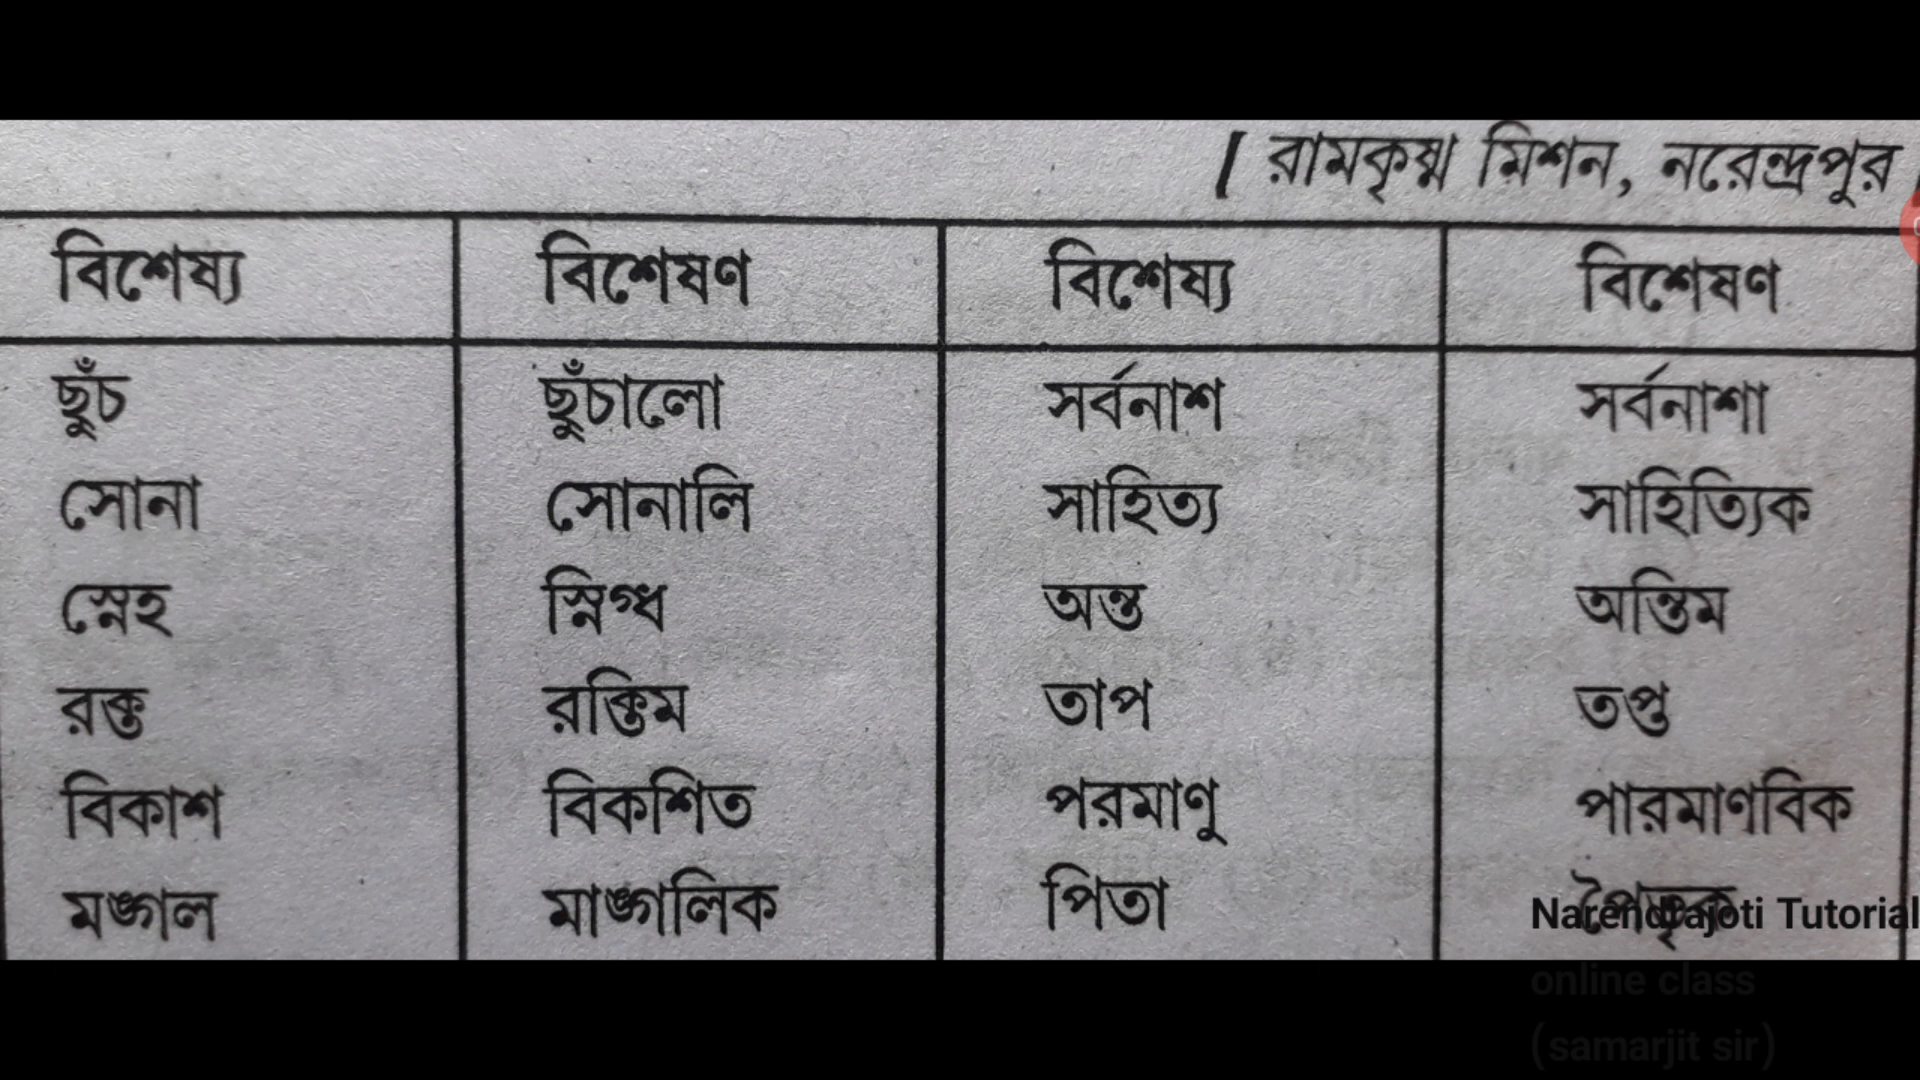 [ রামকৃষ্ণ মিশন, নরেন্দ্রপুর
বিশেষ্য বিশেষণ বিশেষ্য বিশেষণ
ছুঁচ ছুঁচালো সর্বনাশ সর্বনাশা
সোনা সোনালি সাহিত্য সাহিত্যিক
স্নেহ স্নিগ্ধ অন্ত অন্তিম
রক্ত রক্তিম তাপ তপ্ত
বিকাশ বিকশিত পরমাণু পারমাণবিক
মঙ্গল মাঙ্গলিক পিতা পৈতৃক
Narendrajoti Tutorial
online class
(samarjit sir)